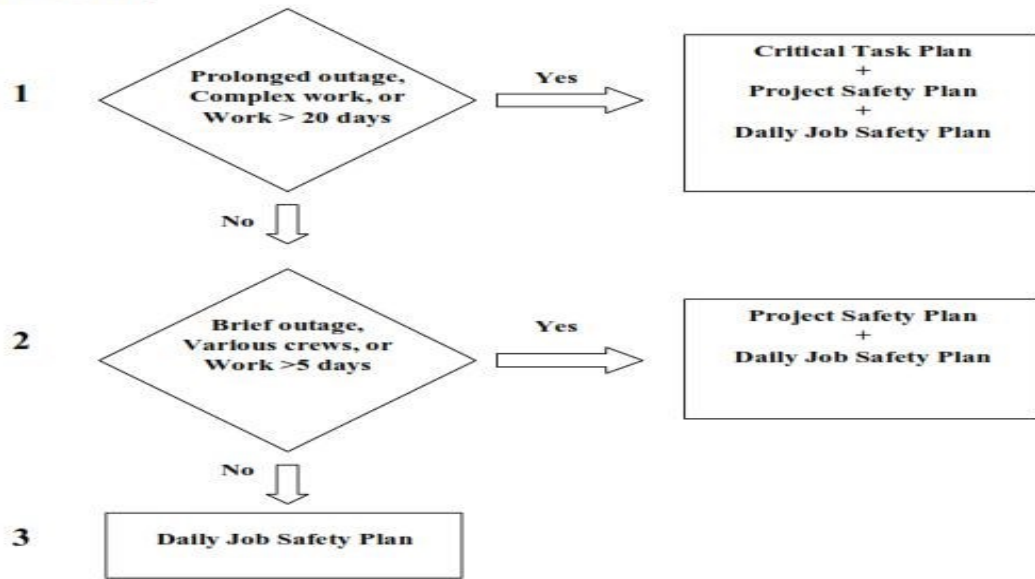 1
Prolonged outage,
Complex work, or
Work > 20 days
Yes
Critical Task Plan
+
Project Safety Plan
+
Daily Job Safety Plan
No
2
Brief outage,
Various crews, or
Work >5 days
Yes
Project Safety Plan
+
Daily Job Safety Plan
No
3
Daily Job Safety Plan